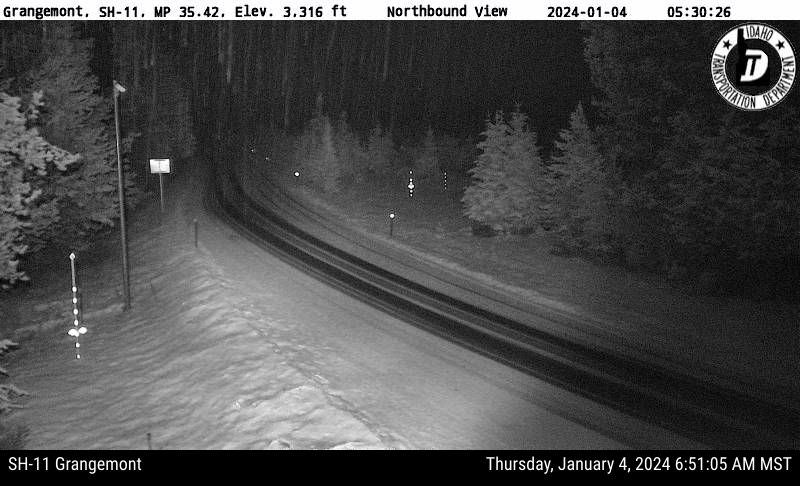 Grangemont, SH-11, MP 35.42, Elev. 3,316 ft Northbound View 2024-01-04 05:30:26
IDAHO
TRANSPORTATION DEPARTMENT
SH-11 Grangemont Thursday, January 4, 2024 6:51:05 AM MST